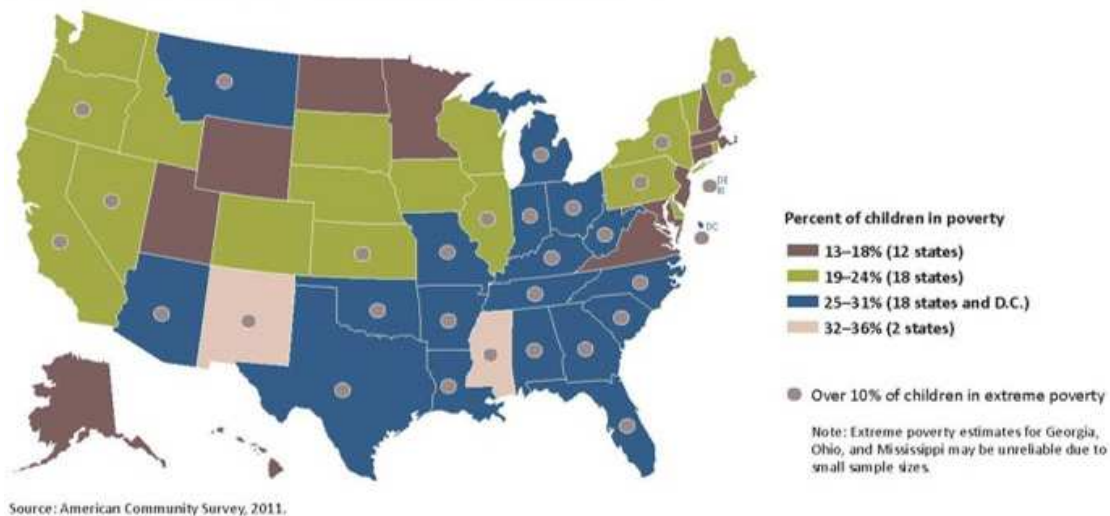 DE
RI
DC
Percent of children in poverty
13–18% (12 states)
19–24% (18 states)
25–31% (18 states and D.C.)
32–36% (2 states)
Over 10% of children in extreme poverty
Note: Extreme poverty estimates for Georgia,
Ohio, and Mississippi may be unreliable due to
small sample sizes.
Source: American Community Survey, 2011.